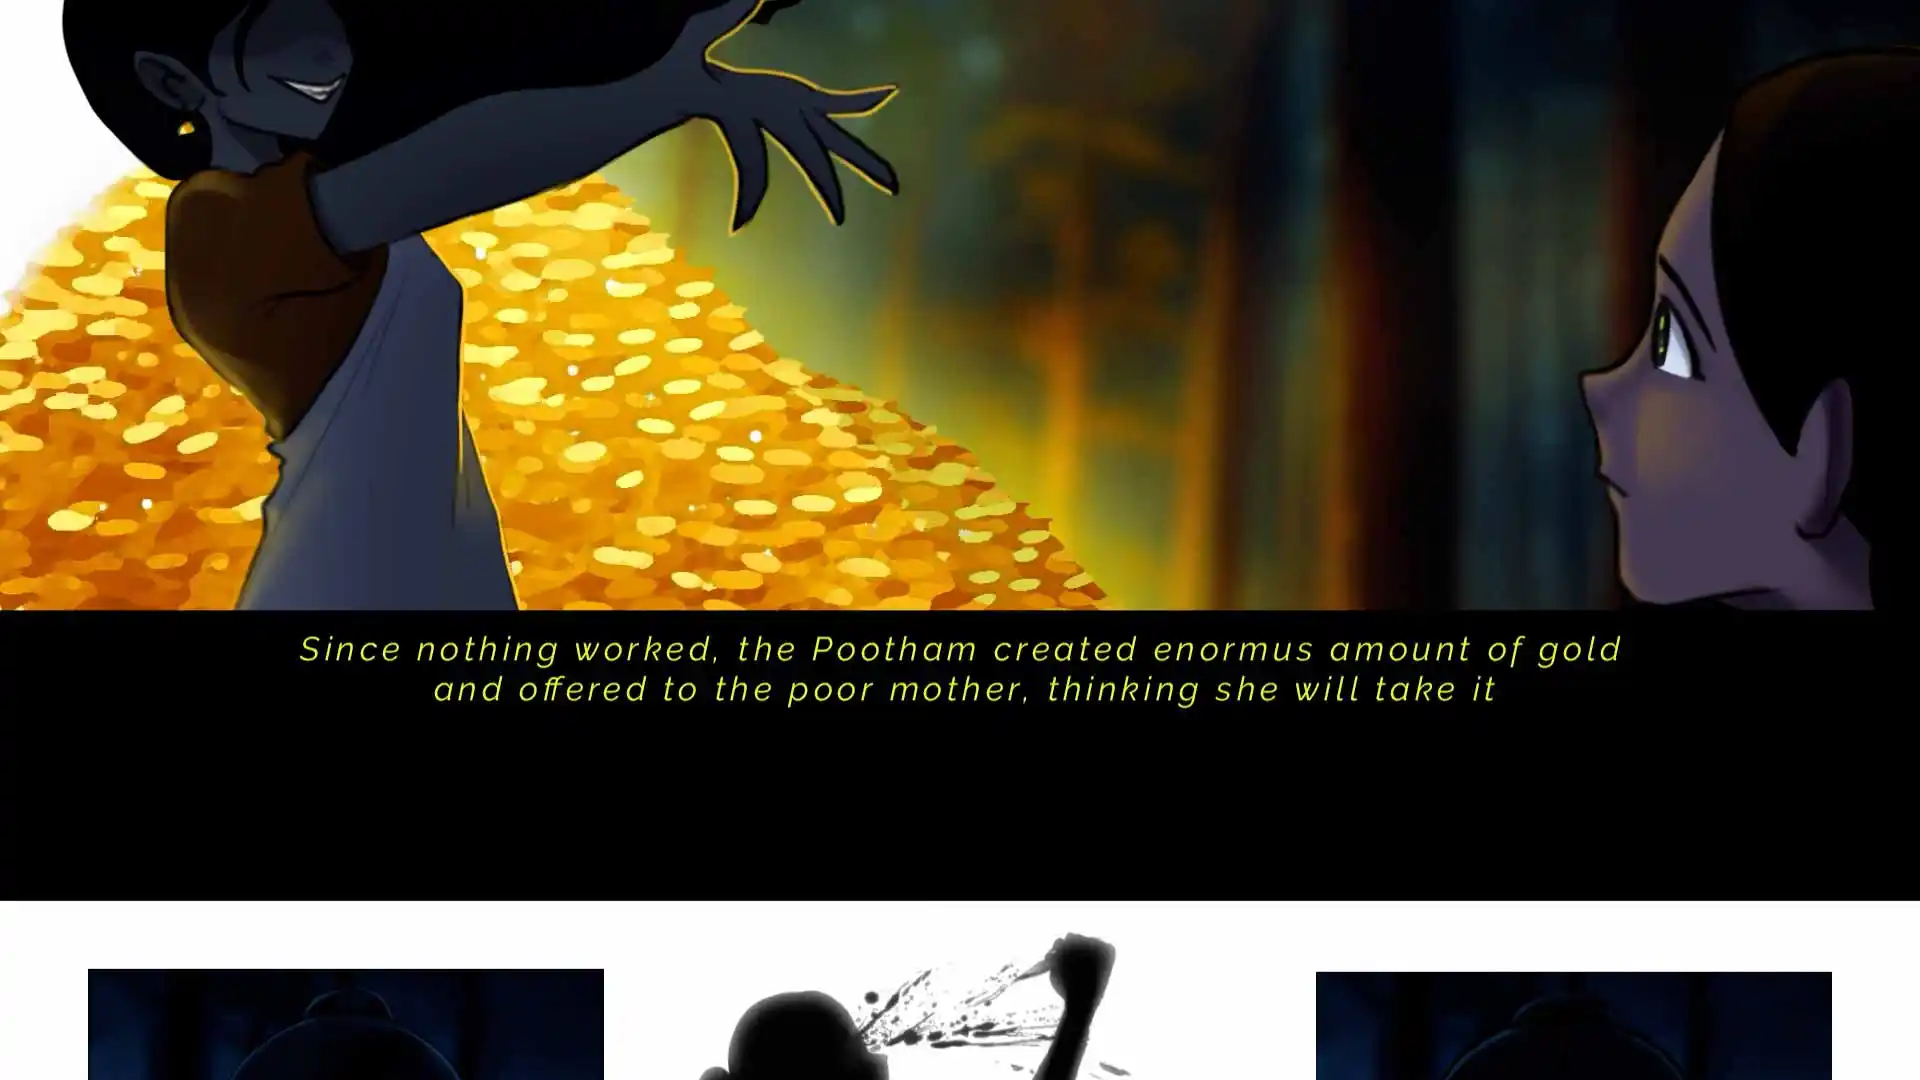 Since nothing worked, the Pootham created enormus amount of gold
and offered to the poor mother, thinking she will take it